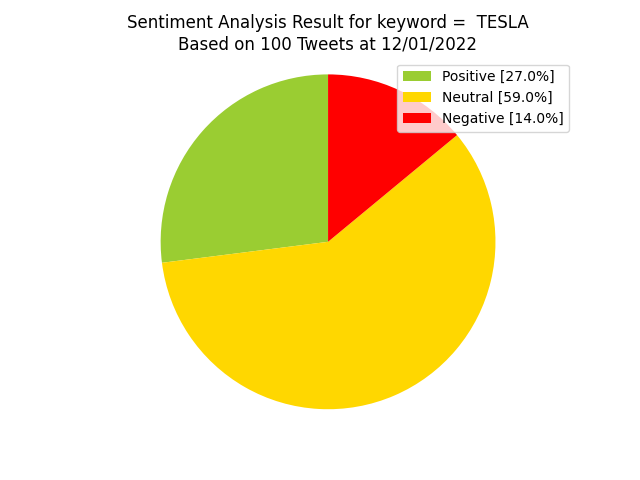 Sentiment Analysis Result for keyword =  TESLA
Based on 100 Tweets at 12/01/2022
Positive [27.0%]
Neutral [59.0%]
Negative [14.0%]